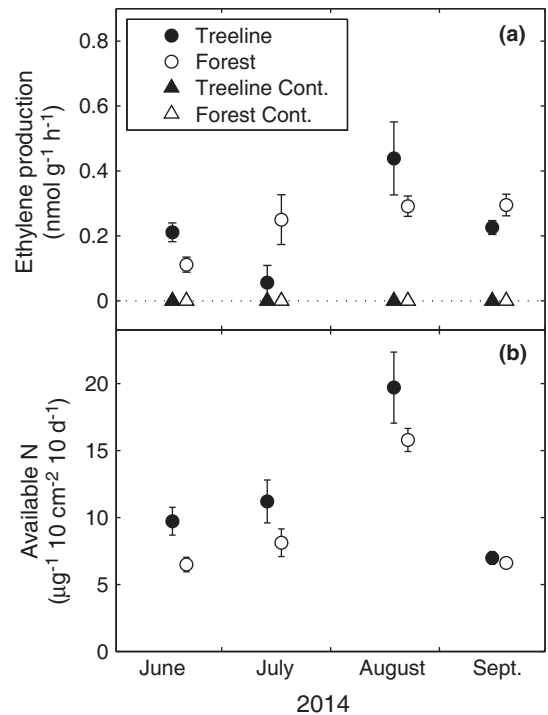 (a)
Treeline
Forest
Treeline Cont.
Forest Cont.
Ethylene production
(nmol g⁻¹ h⁻¹)
0.8
0.6
0.4
0.2
0
(b)
Available N
(µg⁻¹ 10 cm⁻² 10 d⁻¹)
20
15
10
5
0
June July August Sept.
2014